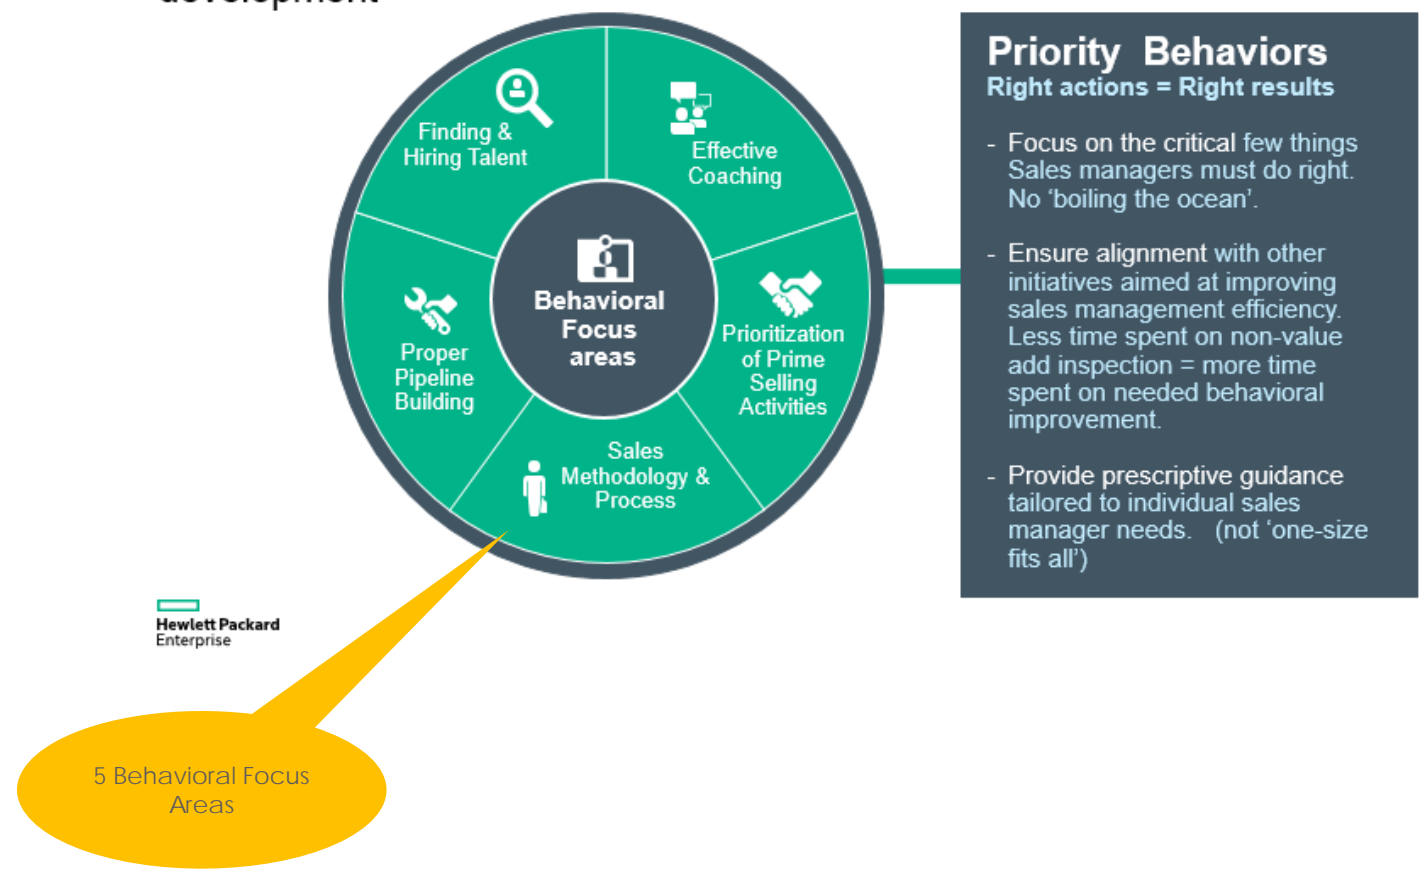 development
Finding &
Hiring Talent
Effective
Coaching
Behavioral
Focus
areas
Proper
Pipeline
Building
Prioritization
of Prime
Selling
Activities
Sales
Methodology &
Process
Priority Behaviors
Right actions = Right results
- Focus on the critical few things
Sales managers must do right.
No ‘boiling the ocean’.
- Ensure alignment with other
initiatives aimed at improving
sales management efficiency.
Less time spent on non-value
add inspection = more time
spent on needed behavioral
improvement.
- Provide prescriptive guidance
tailored to individual sales
manager needs. (not ‘one-size
fits all’)
Hewlett Packard
Enterprise
5 Behavioral Focus
Areas